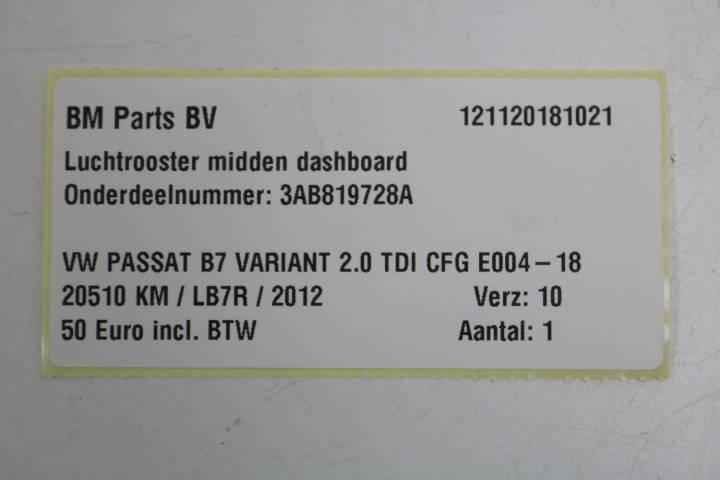 BM Parts BV 121120181021
Luchtrooster midden dashboard
Onderdeelnummer: 3AB819728A
VW PASSAT B7 VARIANT 2.0 TDI CFG E004-18
20510 KM / LB7R / 2012 Verz: 10
50 Euro incl. BTW Aantal: 1